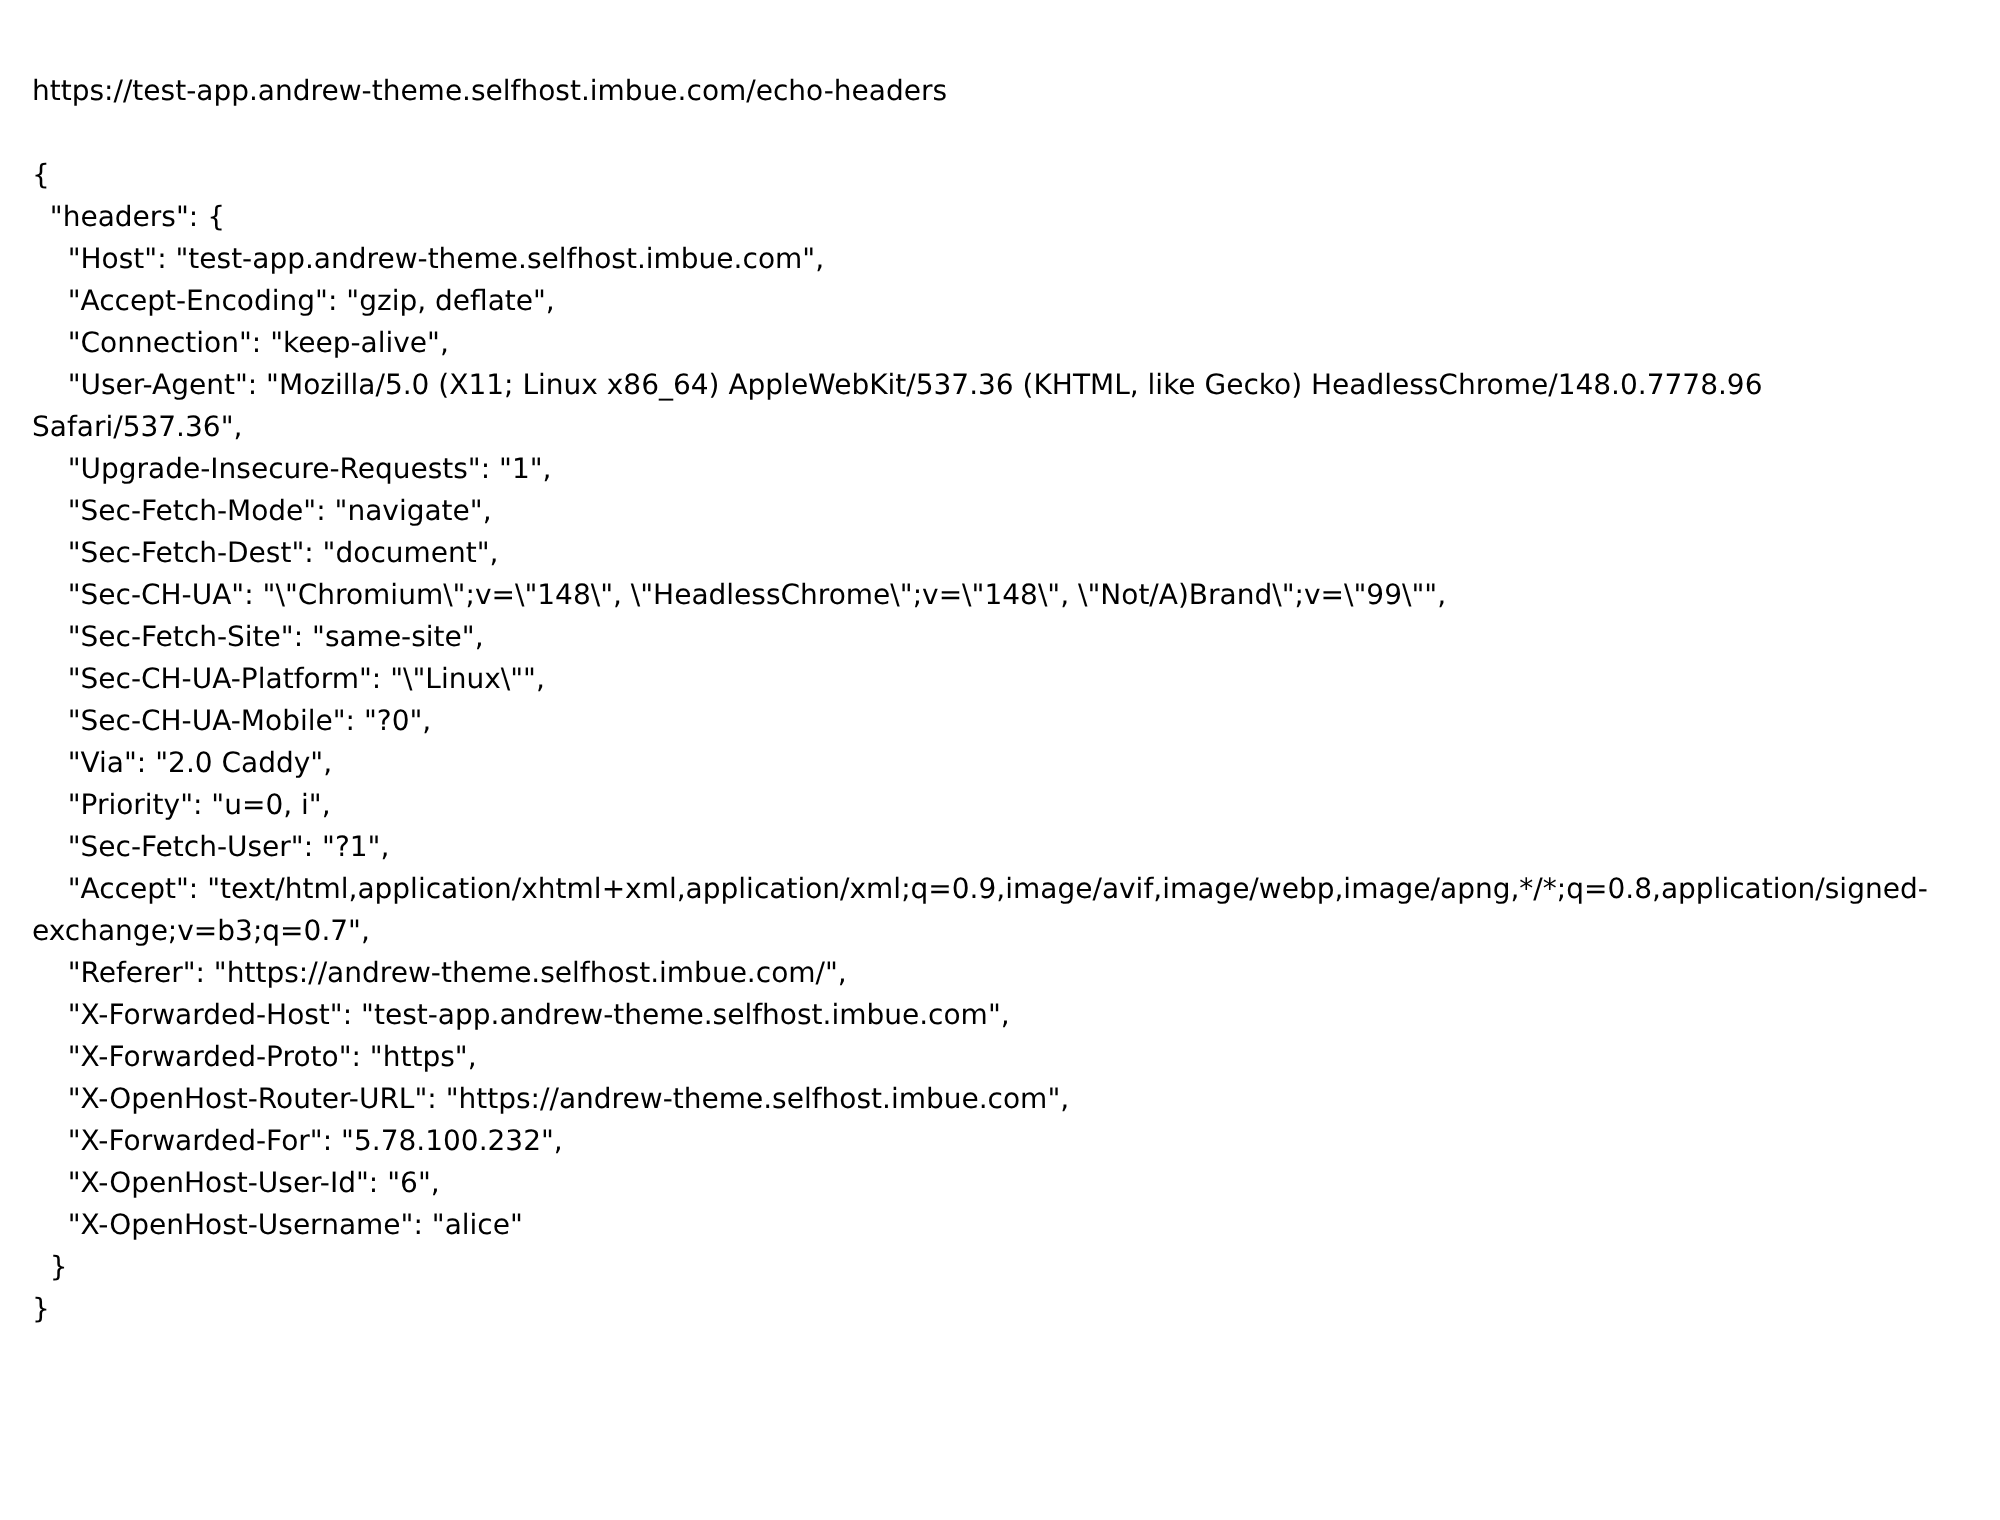 https://test-app.andrew-theme.selfhost.imbue.com/echo-headers

{
  "headers": {
    "Host": "test-app.andrew-theme.selfhost.imbue.com",
    "Accept-Encoding": "gzip, deflate",
    "Connection": "keep-alive",
    "User-Agent": "Mozilla/5.0 (X11; Linux x86_64) AppleWebKit/537.36 (KHTML, like Gecko) HeadlessChrome/148.0.7778.96
Safari/537.36",
    "Upgrade-Insecure-Requests": "1",
    "Sec-Fetch-Mode": "navigate",
    "Sec-Fetch-Dest": "document",
    "Sec-CH-UA": "\"Chromium\";v=\"148\", \"HeadlessChrome\";v=\"148\", \"Not/A)Brand\";v=\"99\"",
    "Sec-Fetch-Site": "same-site",
    "Sec-CH-UA-Platform": "\"Linux\"",
    "Sec-CH-UA-Mobile": "?0",
    "Via": "2.0 Caddy",
    "Priority": "u=0, i",
    "Sec-Fetch-User": "?1",
    "Accept": "text/html,application/xhtml+xml,application/xml;q=0.9,image/avif,image/webp,image/apng,*/*;q=0.8,application/signed-
exchange;v=b3;q=0.7",
    "Referer": "https://andrew-theme.selfhost.imbue.com/",
    "X-Forwarded-Host": "test-app.andrew-theme.selfhost.imbue.com",
    "X-Forwarded-Proto": "https",
    "X-OpenHost-Router-URL": "https://andrew-theme.selfhost.imbue.com",
    "X-Forwarded-For": "5.78.100.232",
    "X-OpenHost-User-Id": "6",
    "X-OpenHost-Username": "alice"
  }
}